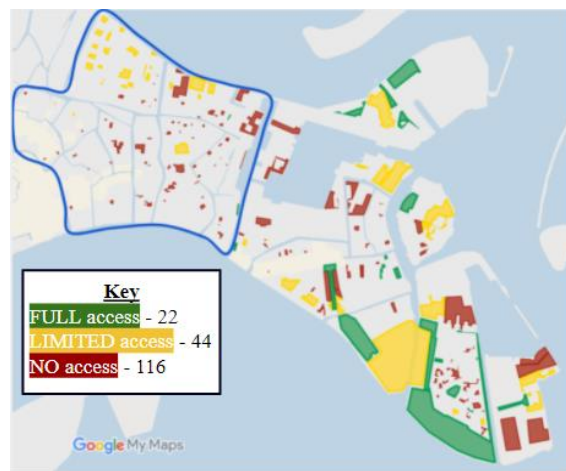 Key
FULL access - 22
LIMITED access - 44
NO access - 116
Google My Maps